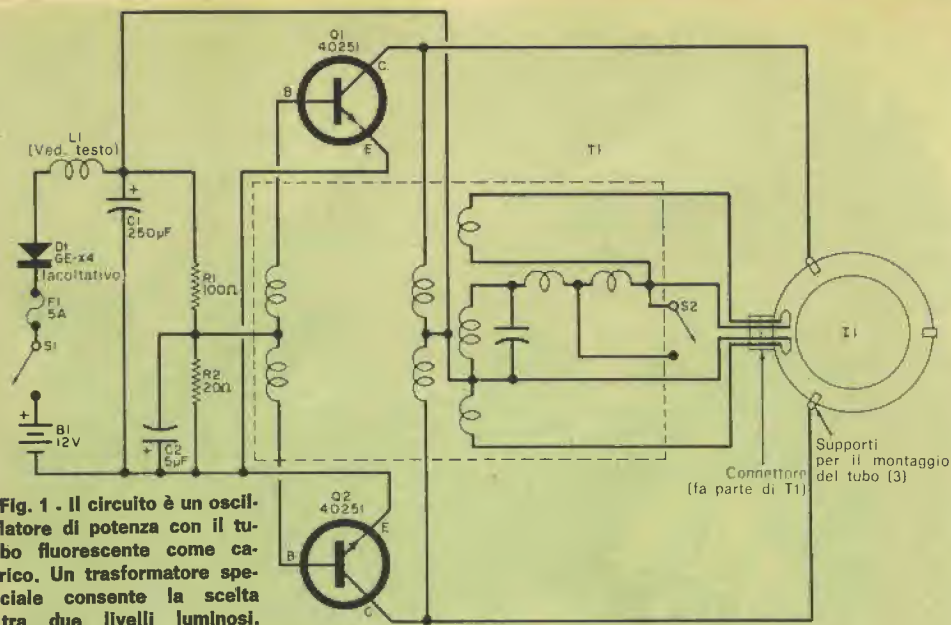 Q1
40251
C
B
E
L1
(Ved. testo)
T1
+
C1
250µF
D1
GE-X4
(facoltativo)
F1
5A
R1
100Ω
S1
S2
I1
R2
20Ω
+
B1
12V
+
C2
5µF
Supporti
per il montaggio
del tubo (3)
Connettore
(fa parte di T1)
Q2
40251
E
B
C
Fig. 1 - Il circuito è un oscil-
latore di potenza con il tu-
bo fluorescente come ca-
rico. Un trasformatore spe-
ciale consente la scelta
tra due livelli luminosi.